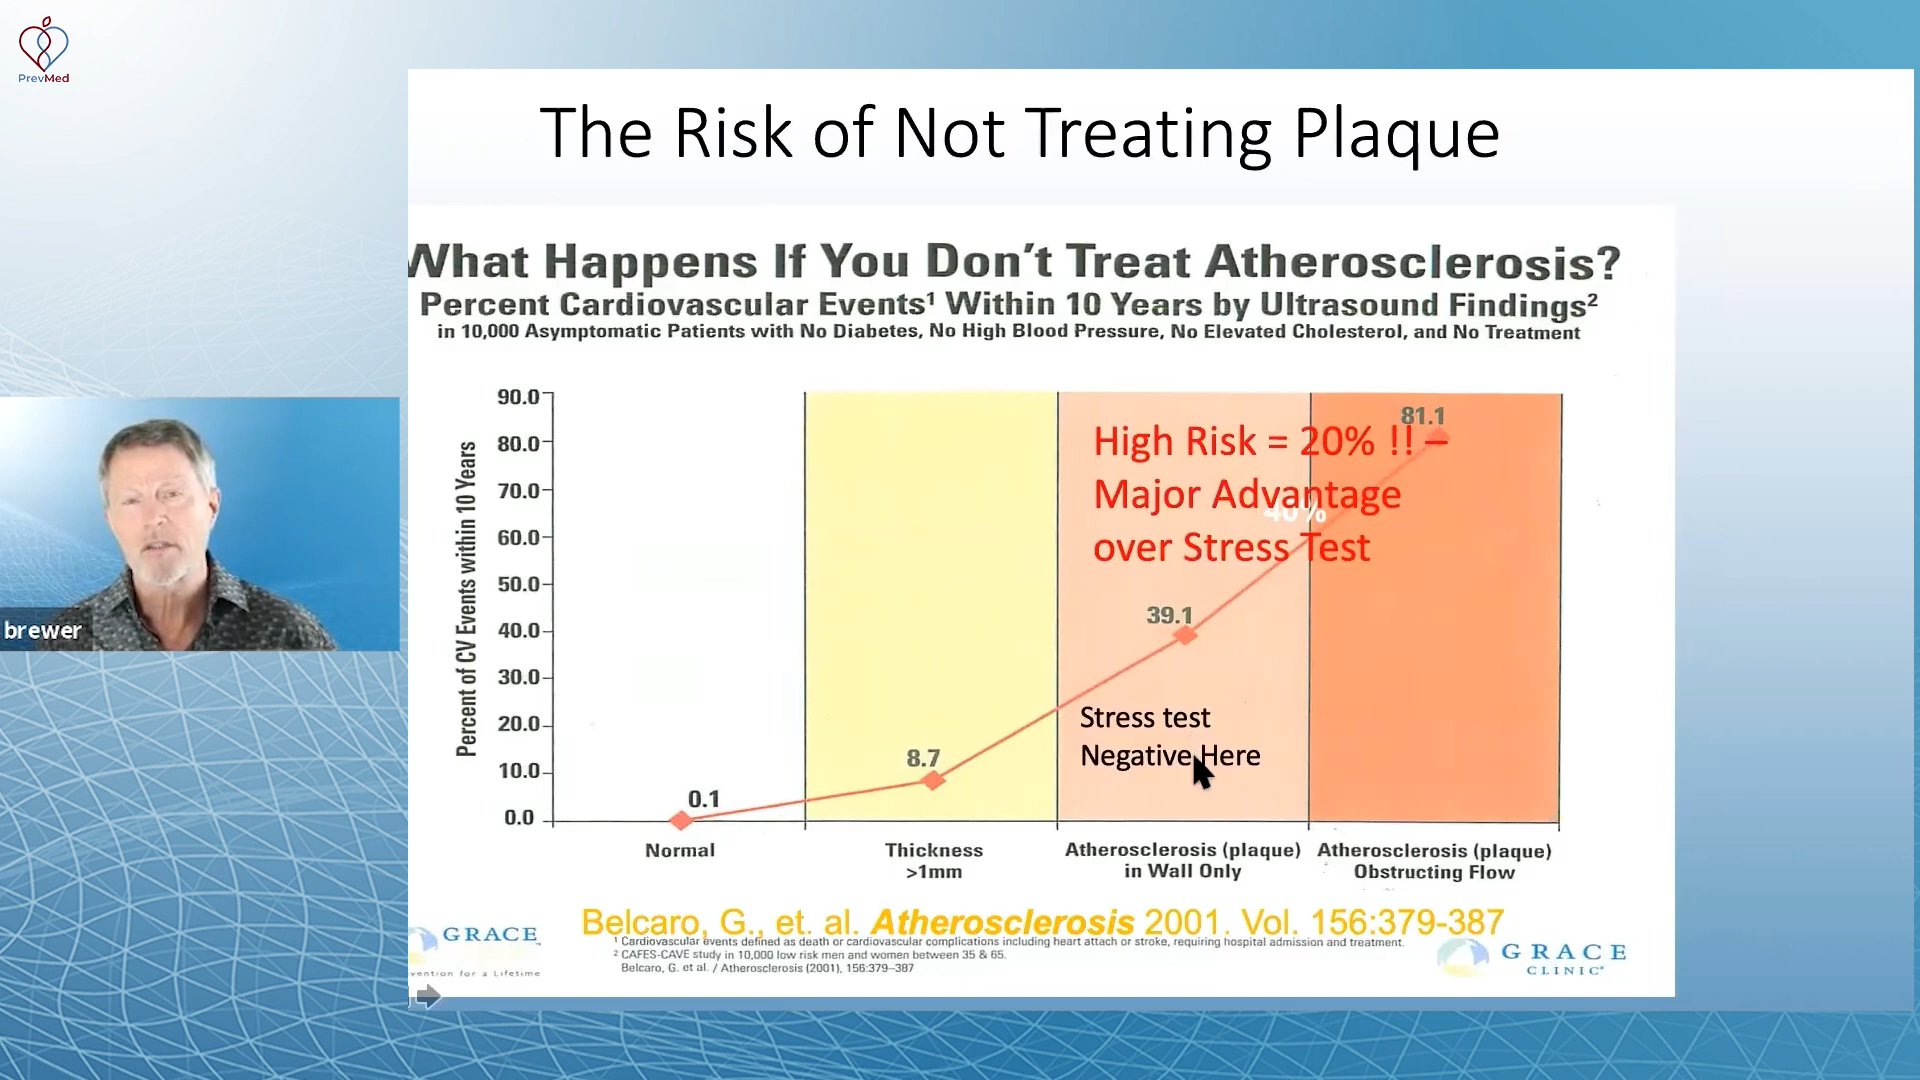 PrevMed
The Risk of Not Treating Plaque
What Happens If You Don't Treat Atherosclerosis?
Percent Cardiovascular Events¹ Within 10 Years by Ultrasound Findings²
in 10,000 Asymptomatic Patients with No Diabetes, No High Blood Pressure, No Elevated Cholesterol, and No Treatment
Percent of CV Events within 10 Years
90.0
80.0
70.0
60.0
50.0
40.0
30.0
20.0
10.0
0.0
0.1
8.7
39.1
81.1
High Risk = 20% !! –
Major Advantage
over Stress Test
40%
Stress test
Negative Here
Normal
Thickness
>1mm
Atherosclerosis (plaque)
in Wall Only
Atherosclerosis (plaque)
Obstructing Flow
Belcaro, G., et. al. Atherosclerosis 2001. Vol. 156:379-387
¹ Cardiovascular events defined as death or cardiovascular complications including heart attach or stroke, requiring hospital admission and treatment.
² CAFES-CAVE study in 10,000 low risk men and women between 35 & 65.
Belcaro, G. et al. / Atherosclerosis (2001), 156:379–387
GRACE
vention for a Lifetime
GRACE
CLINIC
brewer